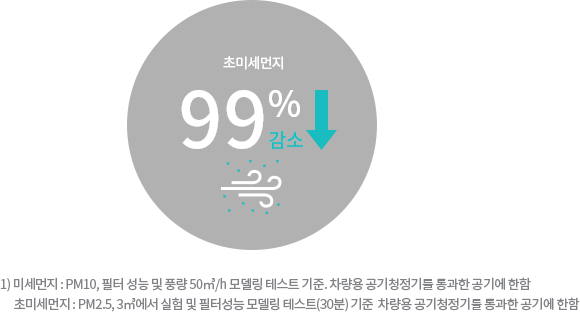 초미세먼지
99%
감소
1) 미세먼지 : PM10, 필터 성능 및 풍량 50㎥/h 모델링 테스트 기준. 차량용 공기청정기를 통과한 공기에 한함
초미세먼지 : PM2.5, 3㎥에서 실험 및 필터성능 모델링 테스트(30분) 기준 차량용 공기청정기를 통과한 공기에 한함